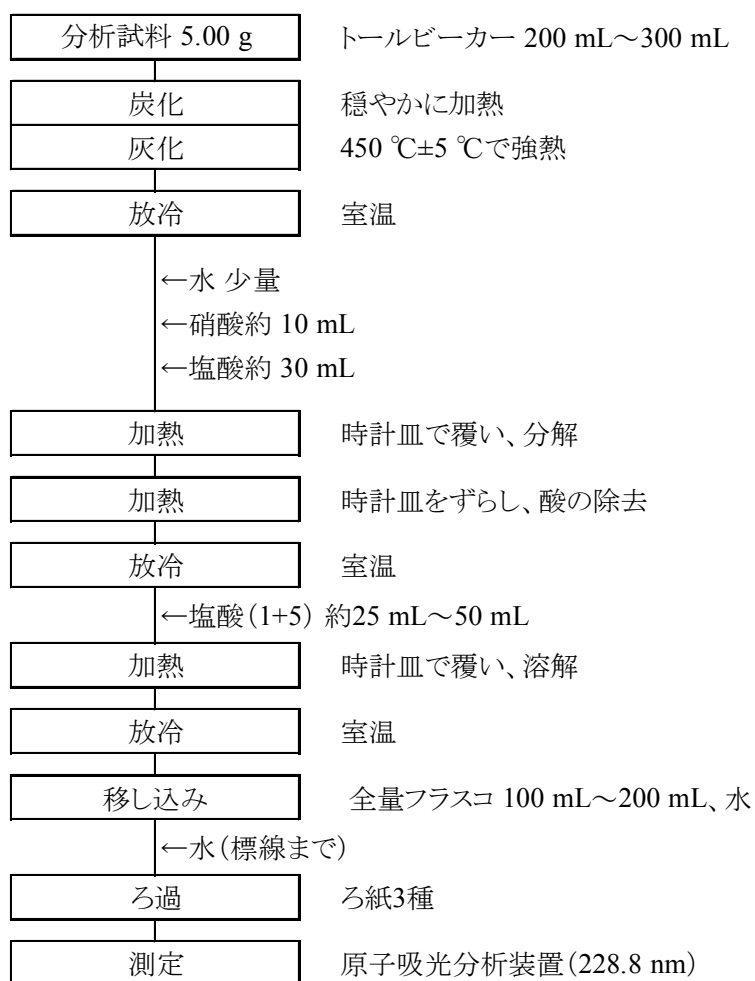 分析試料 5.00 g　トールビーカー 200 mL～300 mL
炭化　穏やかに加熱
灰化　450 ℃±5 ℃で強熱
放冷　室温
←水 少量
←硝酸約 10 mL
←塩酸約 30 mL
加熱　時計皿で覆い、分解
加熱　時計皿をずらし、酸の除去
放冷　室温
←塩酸（1+5） 約25 mL～50 mL
加熱　時計皿で覆い、溶解
放冷　室温
移し込み　全量フラスコ 100 mL～200 mL、水
←水（標線まで）
ろ過　ろ紙3種
測定　原子吸光分析装置（228.8 nm）